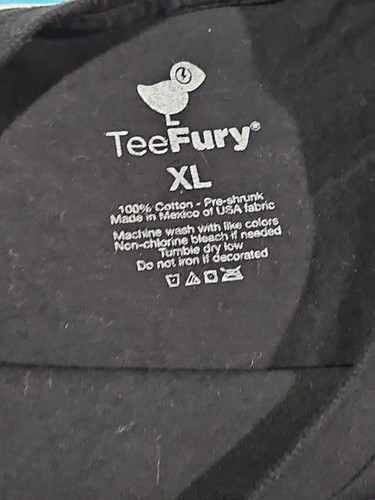 TeeFury®
XL
100% Cotton - Pre-shrunk
Made in Mexico of USA fabric
Machine wash with like colors
Non-chlorine bleach if needed
Tumble dry low
Do not iron if decorated